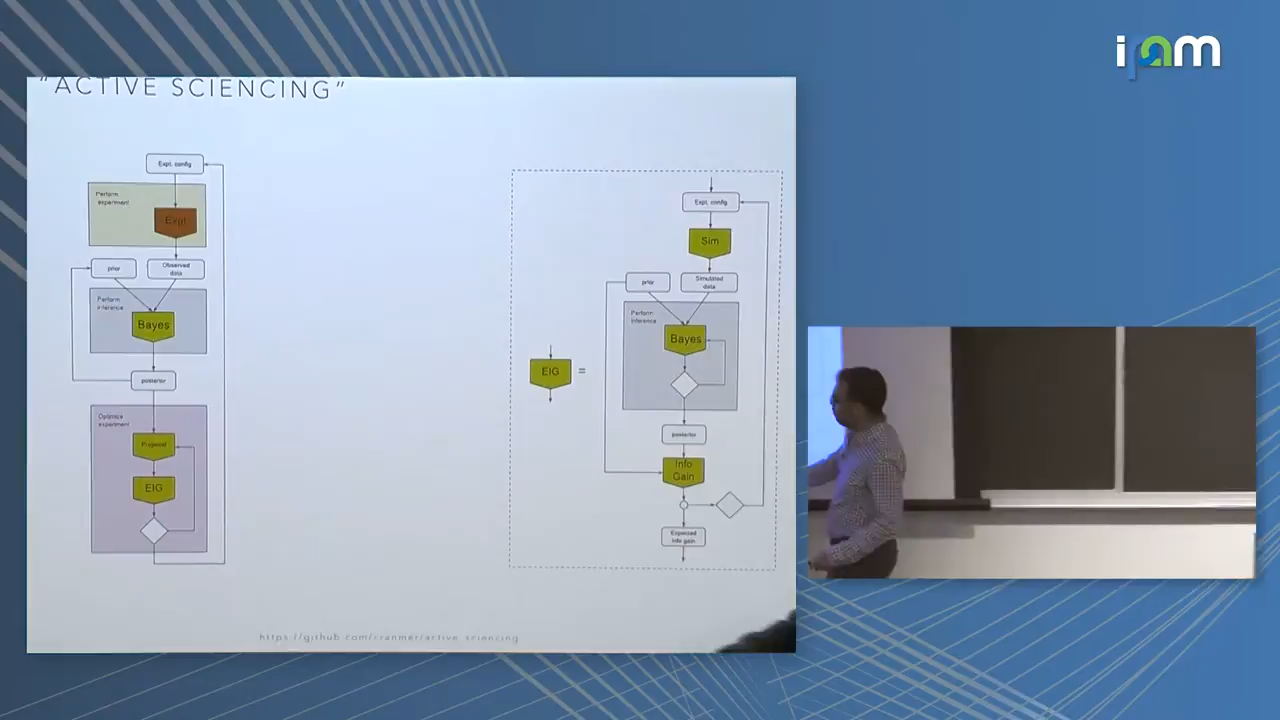 ipam
"ACTIVE SCIENCING"
Expt. config
Perform
experiment
Expt
prior
Observed
data
Perform
inference
Bayes
posterior
Optimize
experiment
Proposal
EIG
EIG
=
Expt. config
Sim
prior
Simulated
data
Perform
inference
Bayes
posterior
Info
Gain
Expected
info gain
https://github.com/cranmer/active_sciencing